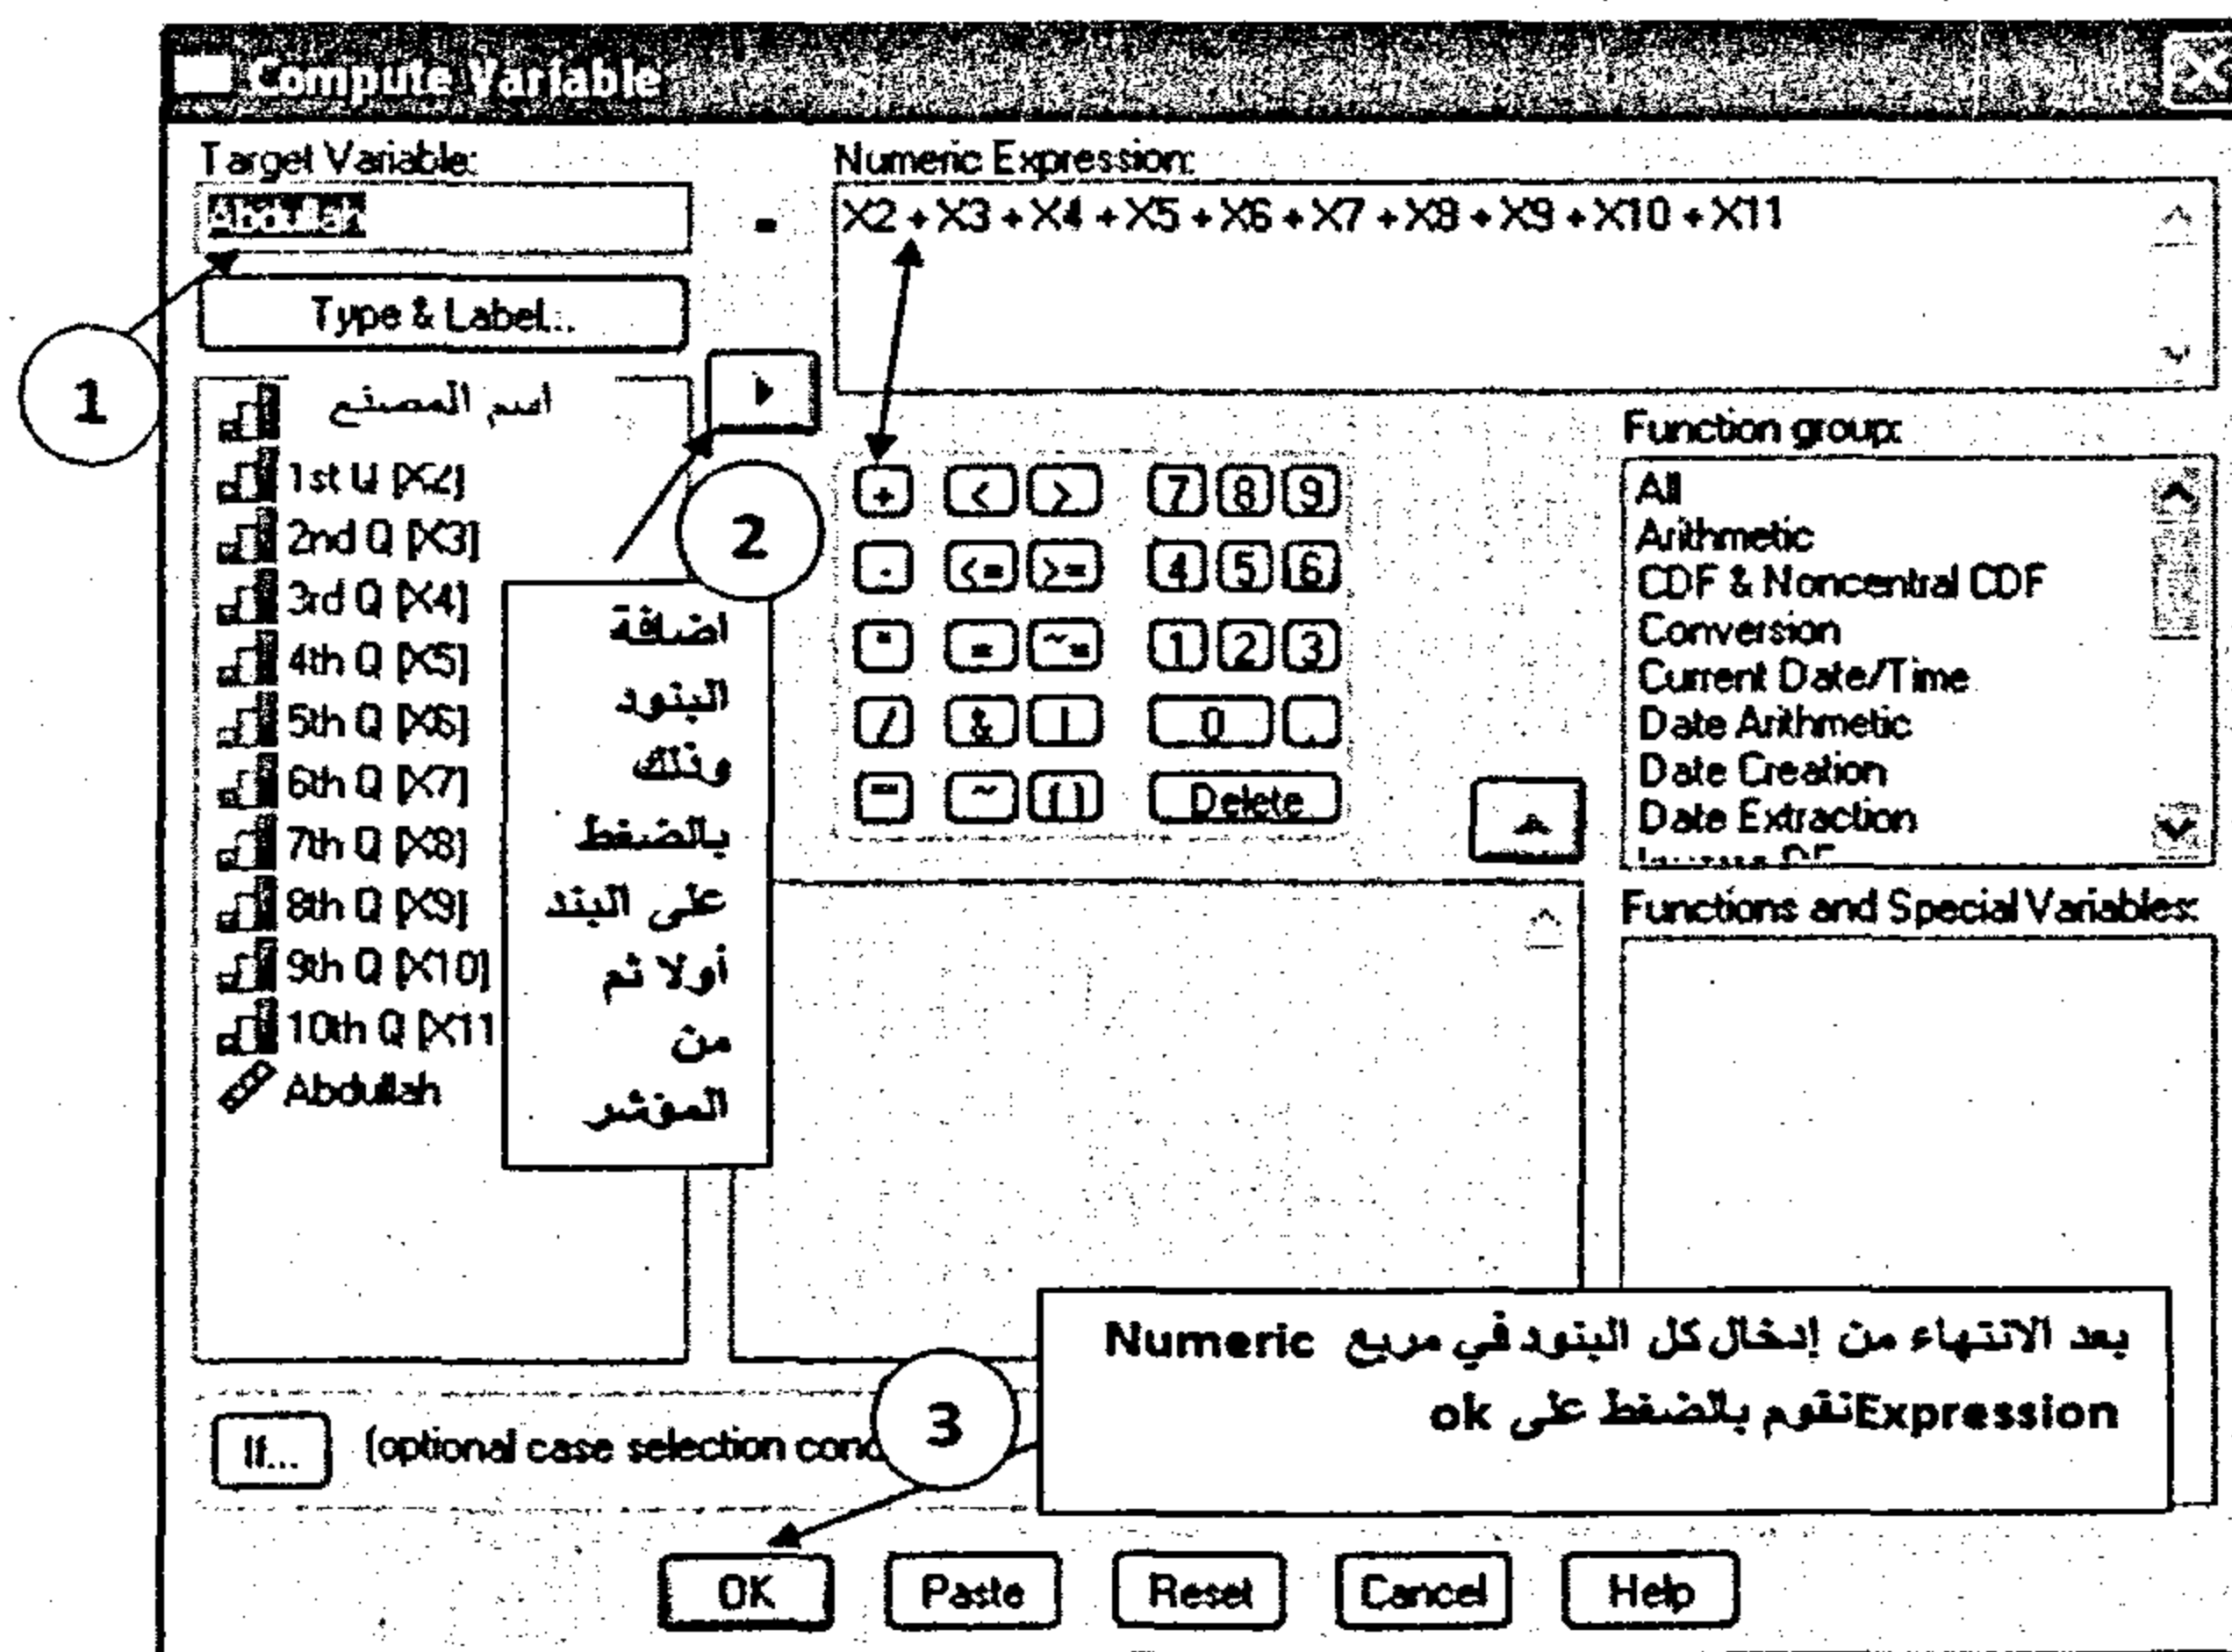 Compute Variable
Target Variable:
Numeric Expression:
Abdullah
X2 + X3 + X4 + X5 + X6 + X7 + X8 + X9 + X10 + X11
Type & Label...
1
اسم المصنع
1st Q [X2]
2nd Q [X3]
3rd Q [X4]
4th Q [X5]
5th Q [X6]
6th Q [X7]
7th Q [X8]
8th Q [X9]
9th Q [X10]
10th Q [X11
Abdullah
2
اضافة
البنود
وذلك
بالضغط
على البند
أولا ثم
من
المؤشر
+ < > 7 8 9
- <= >= 4 5 6
* = ~= 1 2 3
/ & | 0 .
** ~ () Delete
Function group:
All
Arithmetic
CDF & Noncentral CDF
Conversion
Current Date/Time
Date Arithmetic
Date Creation
Date Extraction
Functions and Special Variables:
بعد الانتهاء من إدخال كل البنود في مربع Numeric
Expressionنقوم بالضغط على ok
3
If...
(optional case selection cond
OK
Paste
Reset
Cancel
Help